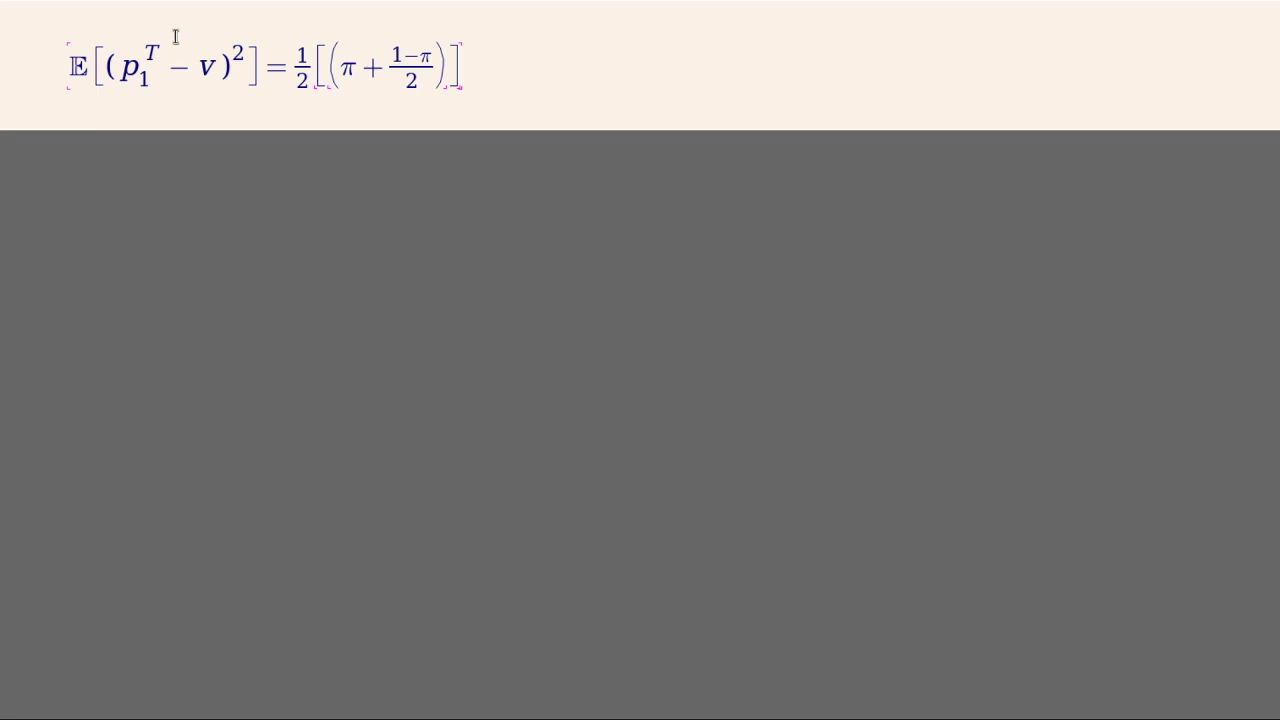 𝔼[(p₁ᵀ − v)²] = 1/2[(π + (1−π)/2)]